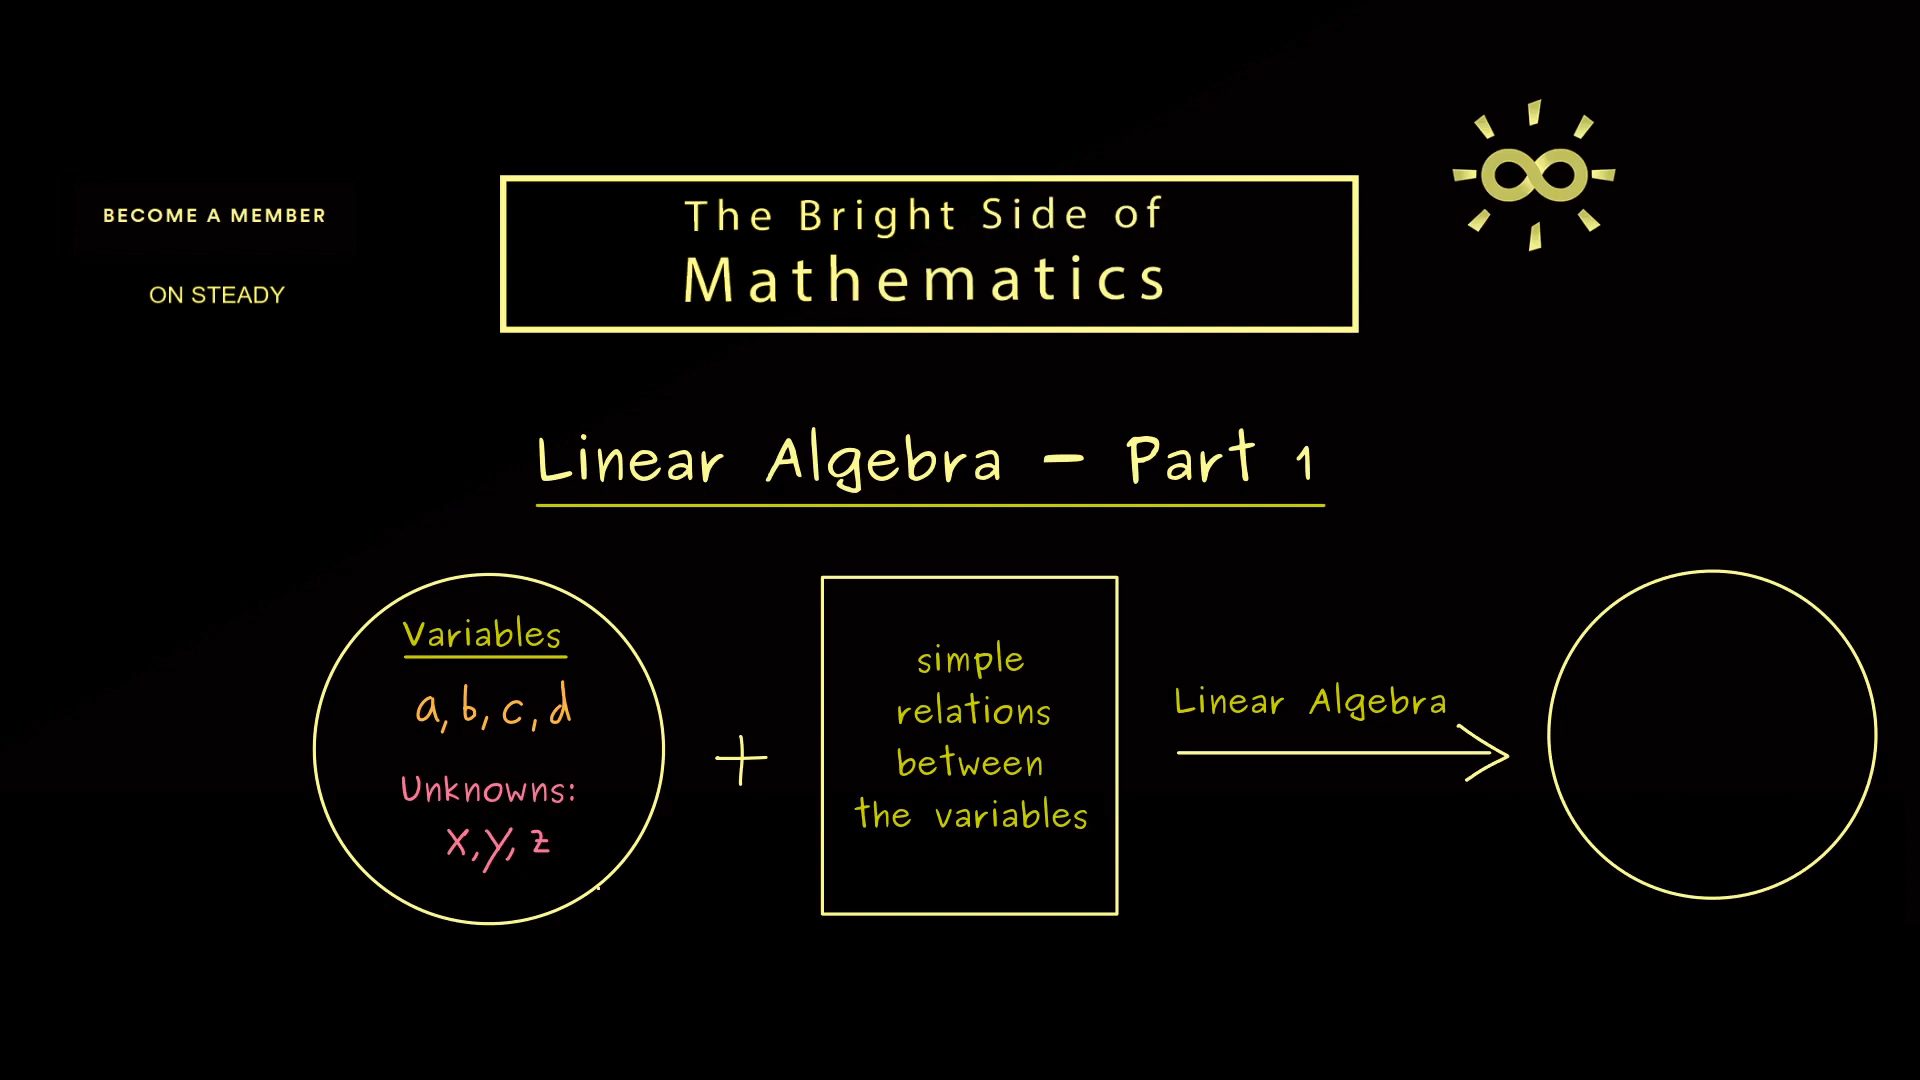 BECOME A MEMBER
ON STEADY
The Bright Side of
Mathematics
Linear Algebra – Part 1
Variables
a, b, c, d
Unknowns:
x, y, z
+
simple
relations
between
the variables
Linear Algebra